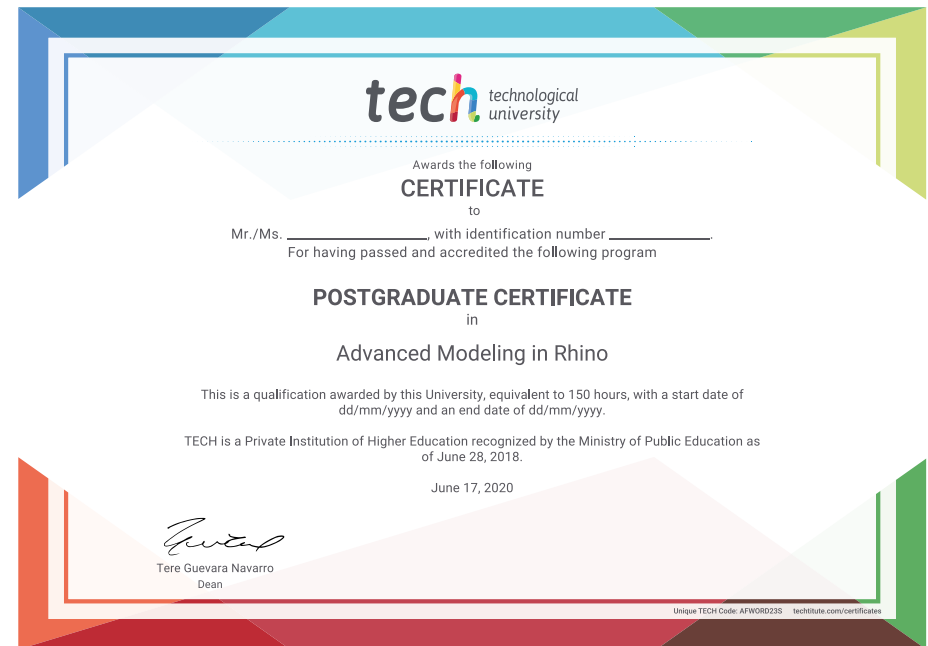 tech technological
university
Awards the following
CERTIFICATE
to
Mr./Ms. ____________________, with identification number ______________.
For having passed and accredited the following program
POSTGRADUATE CERTIFICATE
in
Advanced Modeling in Rhino
This is a qualification awarded by this University, equivalent to 150 hours, with a start date of
dd/mm/yyyy and an end date of dd/mm/yyyy.
TECH is a Private Institution of Higher Education recognized by the Ministry of Public Education as
of June 28, 2018.
June 17, 2020
Tere Guevara Navarro
Dean
Unique TECH Code: AFWORD23S techtitute.com/certificates